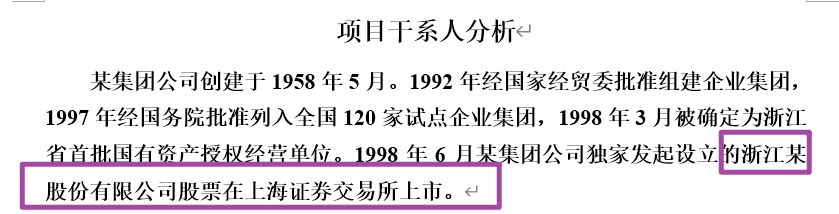 项目干系人分析
某集团公司创建于 1958 年 5 月。1992 年经国家经贸委批准组建企业集团，
1997 年经国务院批准列入全国 120 家试点企业集团，1998 年 3 月被确定为浙江
省首批国有资产授权经营单位。1998 年 6 月某集团公司独家发起设立的浙江某
股份有限公司股票在上海证券交易所上市。